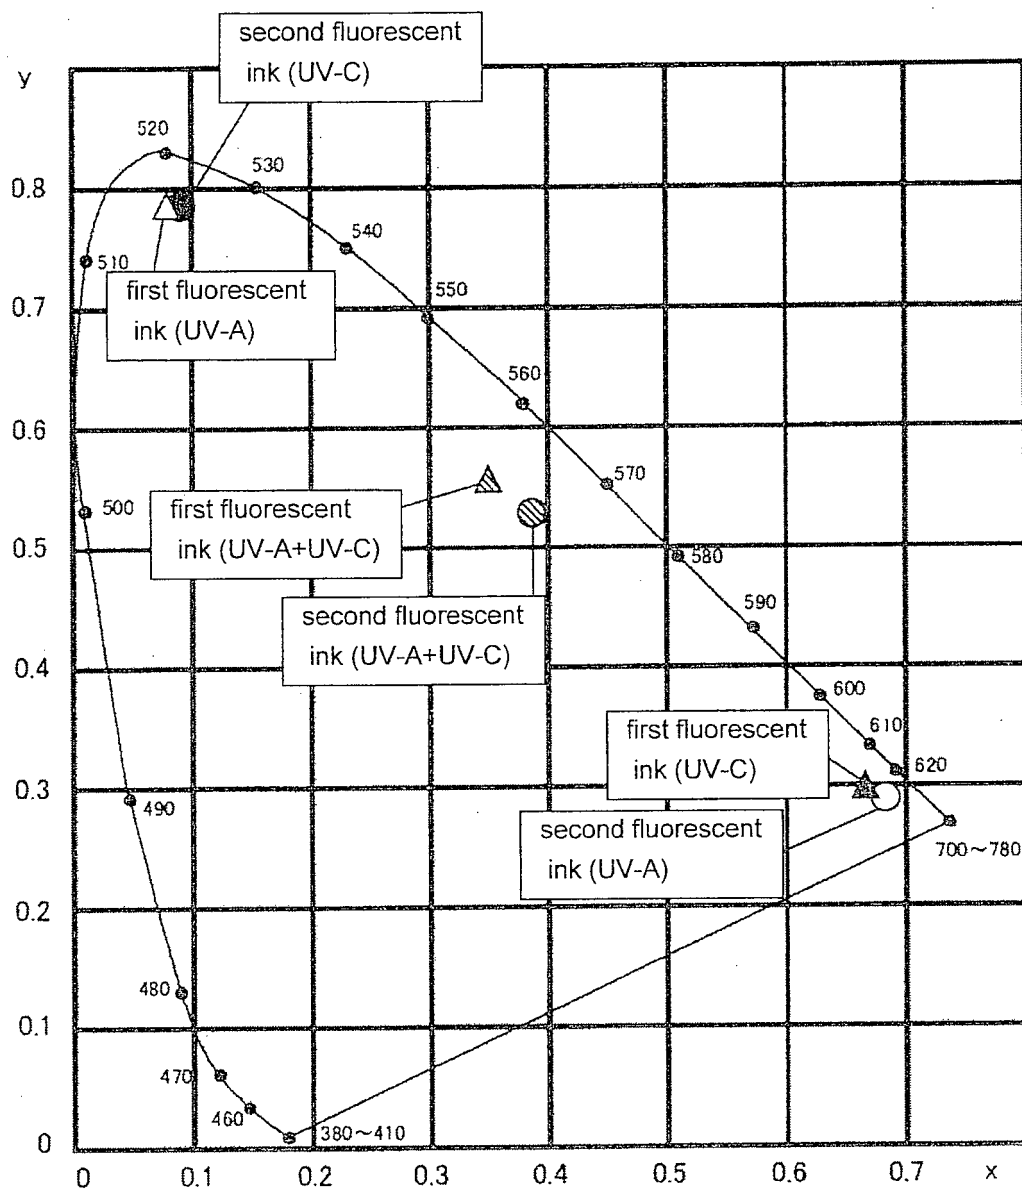 second fluorescent
ink (UV-C)
y
520
530
0.8
540
510
first fluorescent
ink (UV-A)
550
0.7
560
0.6
570
500
first fluorescent
ink (UV-A+UV-C)
0.5
580
second fluorescent
ink (UV-A+UV-C)
590
0.4
600
first fluorescent
ink (UV-C)
610
620
0.3
490
second fluorescent
ink (UV-A)
700～780
0.2
480
0.1
470
460
380～410
0
0
0.1
0.2
0.3
0.4
0.5
0.6
0.7
x